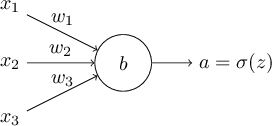 x₁ w₁
x₂ w₂ b a = σ(z)
w₃
x₃